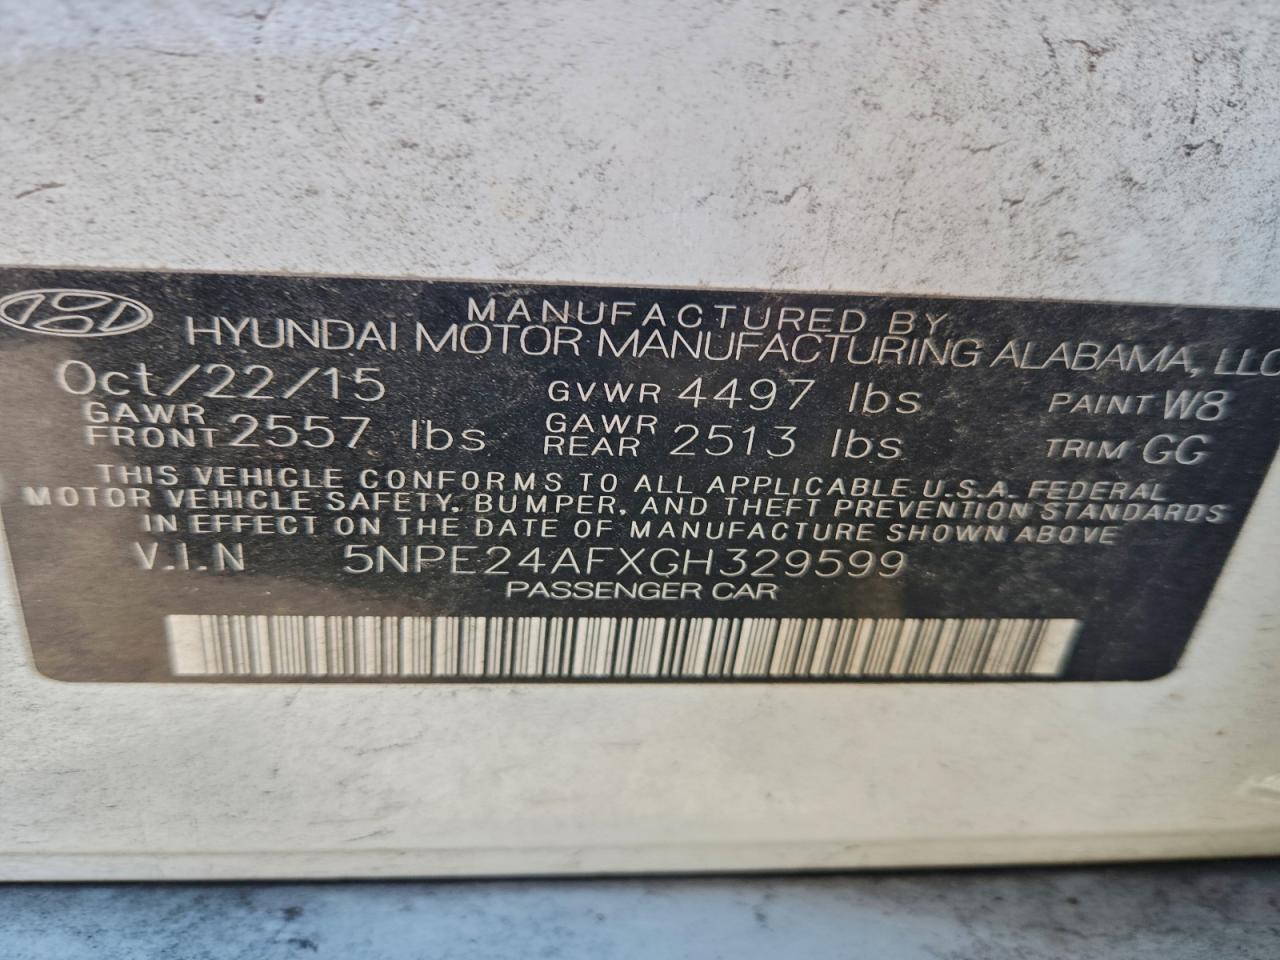 MANUFACTURED BY
HYUNDAI MOTOR MANUFACTURING ALABAMA, LLC
Oct/22/15 GVWR 4497 lbs PAINT W8
GAWR FRONT 2557 lbs GAWR REAR 2513 lbs TRIM GG
THIS VEHICLE CONFORMS TO ALL APPLICABLE U.S.A. FEDERAL
MOTOR VEHICLE SAFETY, BUMPER, AND THEFT PREVENTION STANDARDS
IN EFFECT ON THE DATE OF MANUFACTURE SHOWN ABOVE
V.I.N 5NPE24AFXGH329599
PASSENGER CAR